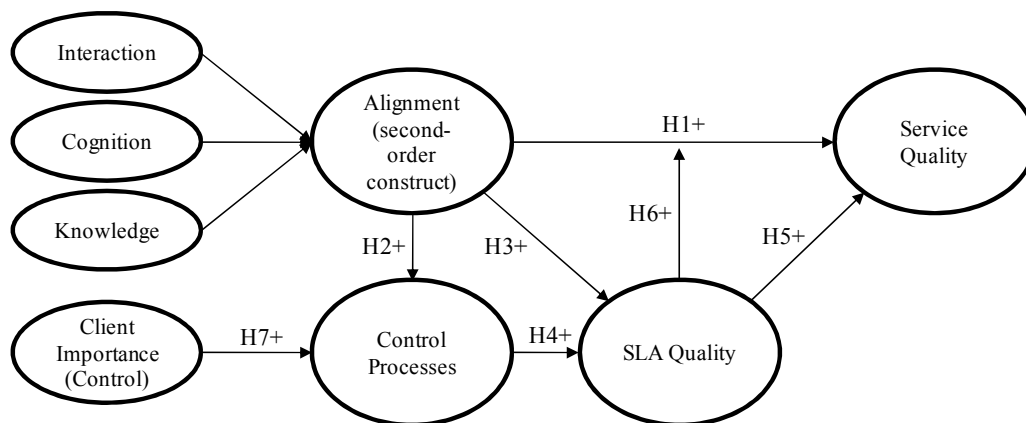 Interaction
Cognition
Knowledge
Client
Importance
(Control)
H7+
Alignment
(second-
order
construct)
H2+
H3+
Control
Processes
H4+
H1+
H6+
H5+
SLA Quality
Service
Quality